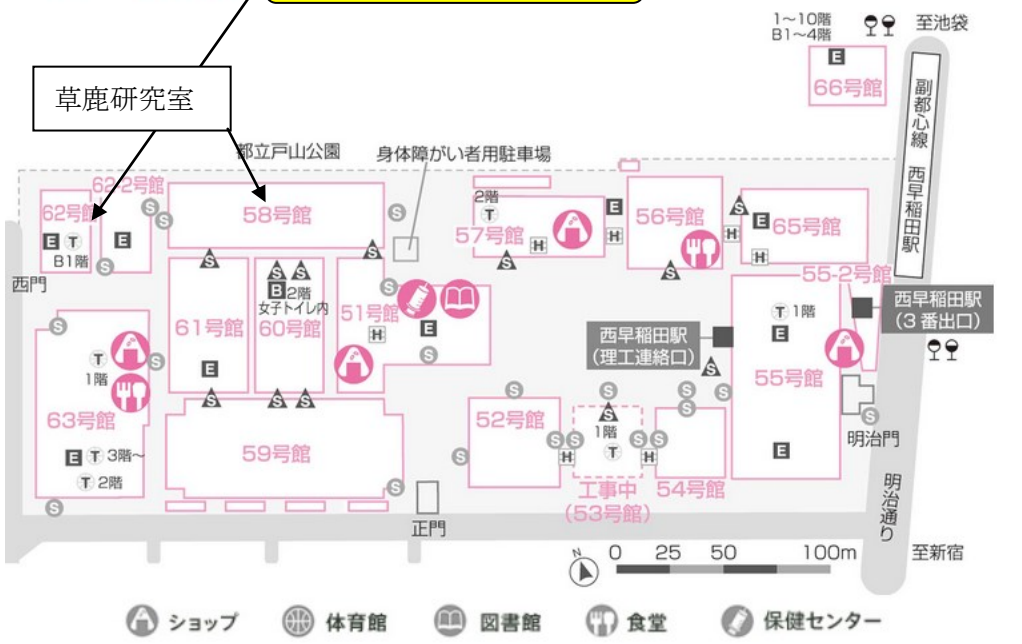 1～10階
B1～4階
至池袋
E
66号館
副都心線 西早稲田駅
草鹿研究室
都立戸山公園
身体障がい者用駐車場
62-2号館
62号館
E T
B1階
E
58号館
S
2階
T
57号館
H
E
H
56号館
S
E
H
65号館
H
55-2号館
西門
61号館
E
B 2階
女子トイレ内
60号館
51号館
H
E
S
西早稲田駅
(理工連絡口)
T 1階
E
西早稲田駅
(3番出口)
T
1階
63号館
E T 3階～
T 2階
59号館
52号館
S
1階
T
H
H
工事中
(53号館)
54号館
55号館
E
明治門
S
正門
明治通り
N
0 25 50 100m
至新宿
ショップ
体育館
図書館
食堂
保健センター